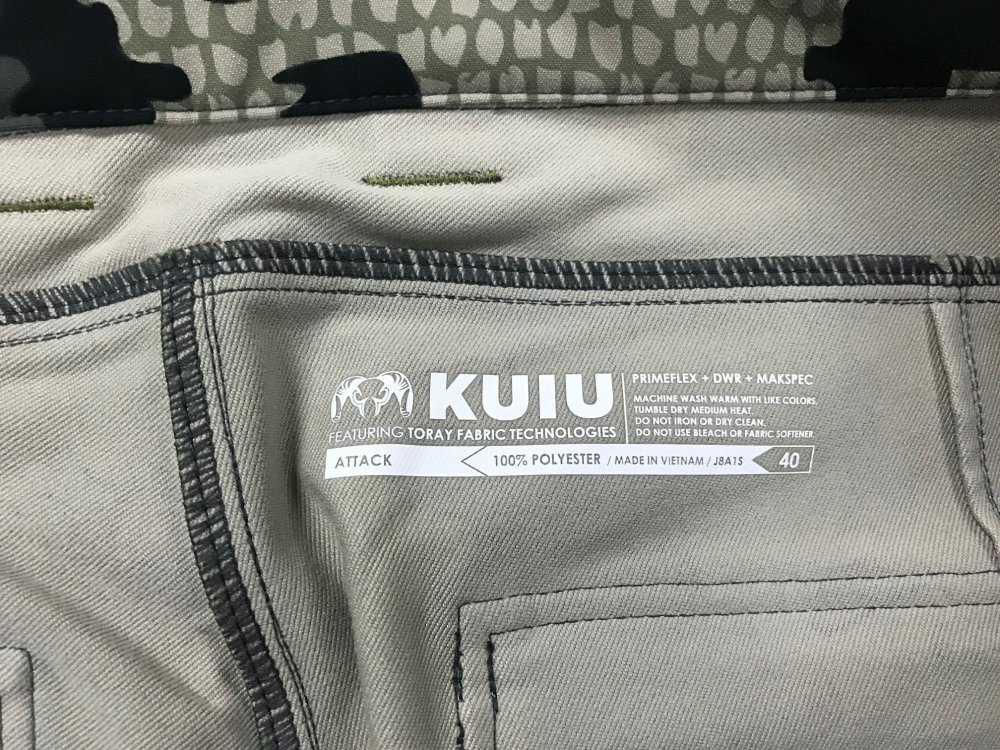 KUIU
FEATURING TORAY FABRIC TECHNOLOGIES
PRIMEFLEX + DWR + MAKSPEC
MACHINE WASH WARM WITH LIKE COLORS.
TUMBLE DRY MEDIUM HEAT.
DO NOT IRON OR DRY CLEAN.
DO NOT USE BLEACH OR FABRIC SOFTENER.
ATTACK 100% POLYESTER / MADE IN VIETNAM / J8A1S 40